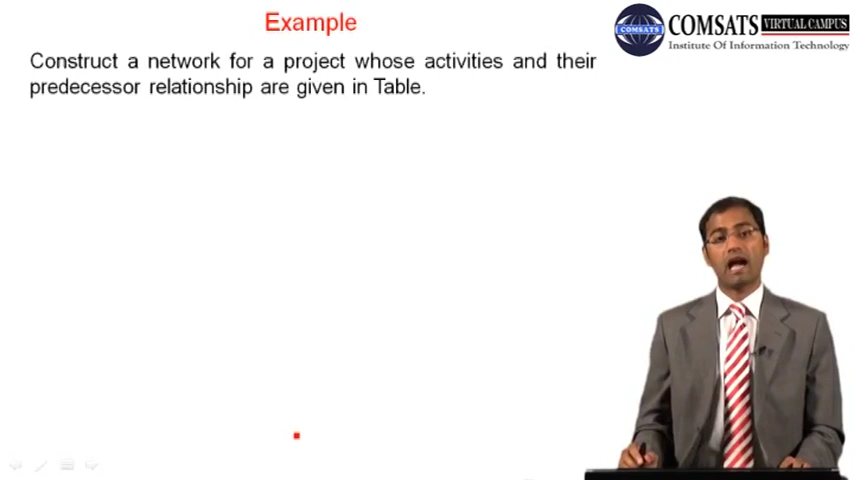 Example
COMSATS VIRTUAL CAMPUS
COMSATS
Institute Of Information Technology
Construct a network for a project whose activities and their
predecessor relationship are given in Table.